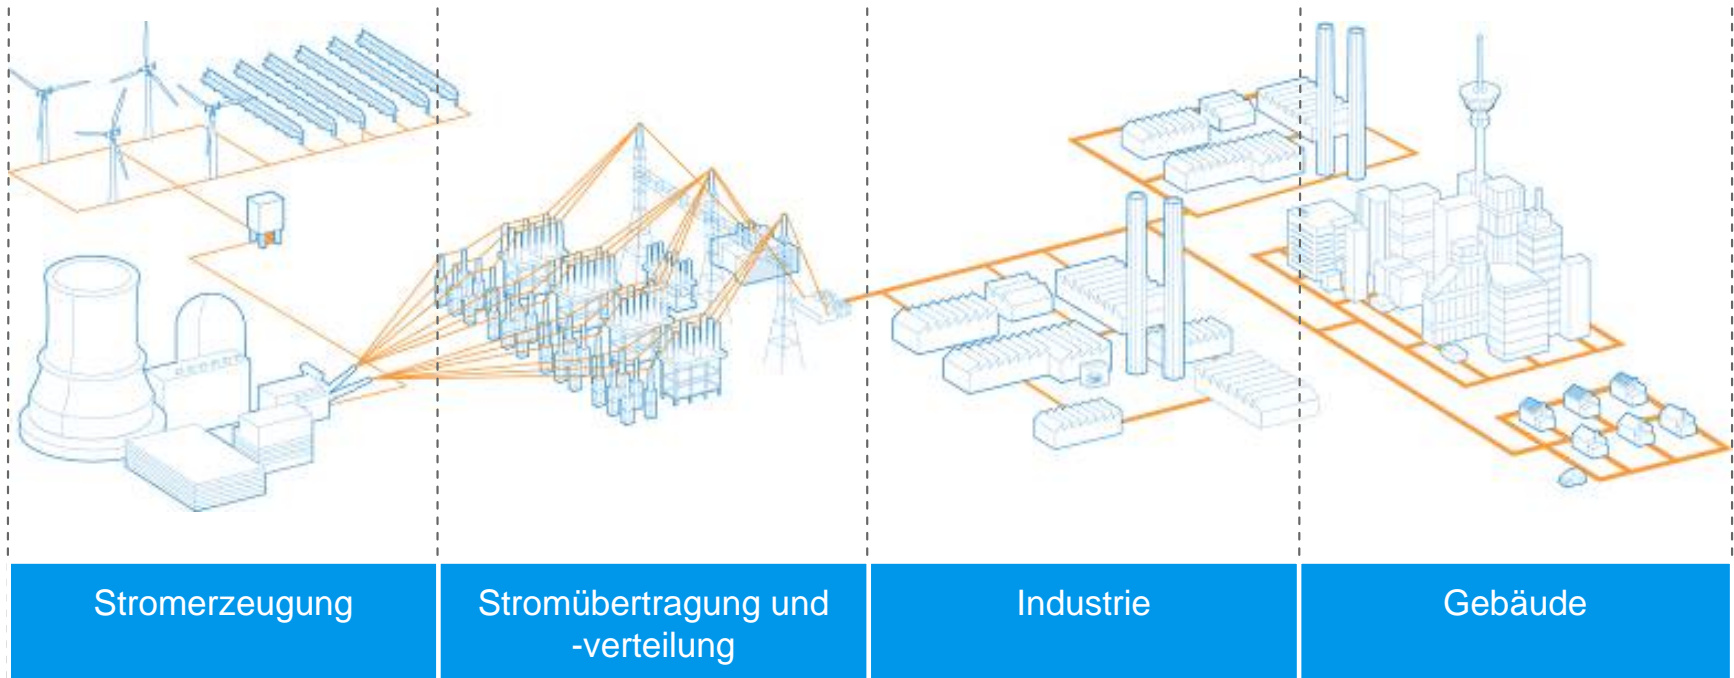 Stromerzeugung
Stromübertragung und
-verteilung
Industrie
Gebäude